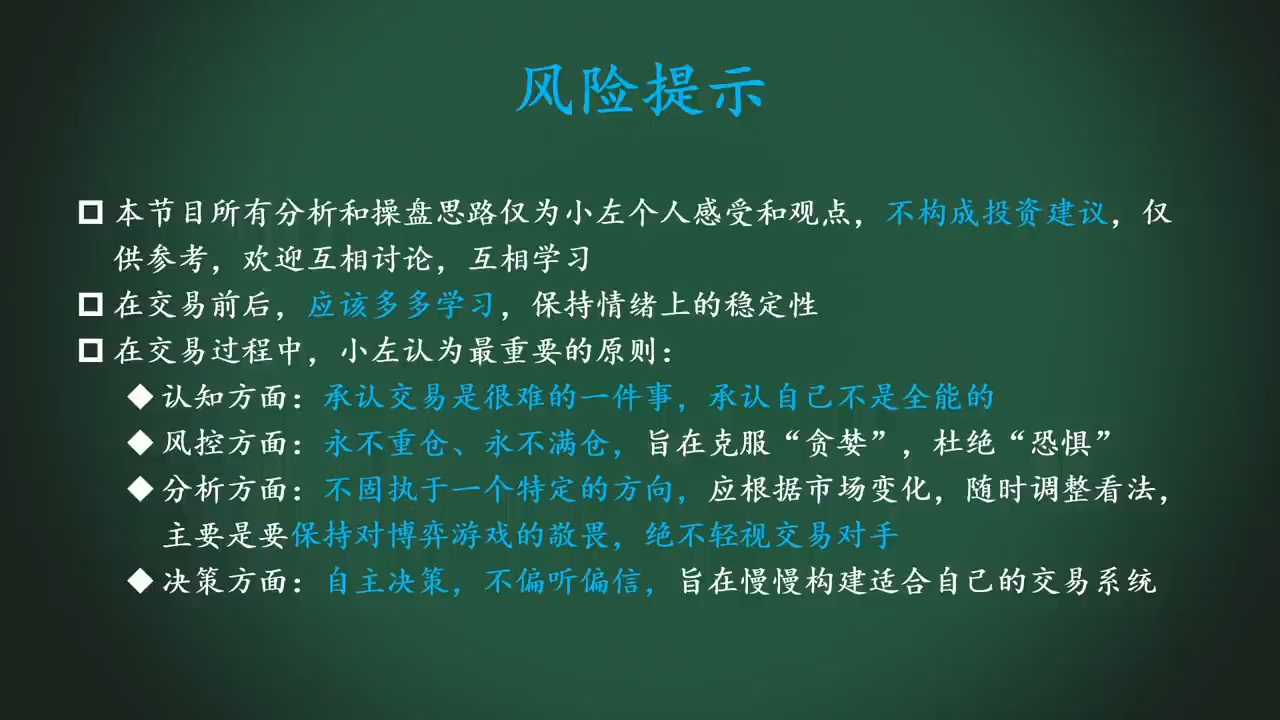 风险提示
本节目所有分析和操盘思路仅为小左个人感受和观点，不构成投资建议，仅
供参考，欢迎互相讨论，互相学习
在交易前后，应该多多学习，保持情绪上的稳定性
在交易过程中，小左认为最重要的原则：
认知方面：承认交易是很难的一件事，承认自己不是全能的
风控方面：永不重仓、永不满仓，旨在克服“贪婪”，杜绝“恐惧”
分析方面：不固执于一个特定的方向，应根据市场变化，随时调整看法，
主要是要保持对博弈游戏的敬畏，绝不轻视交易对手
决策方面：自主决策，不偏听偏信，旨在慢慢构建适合自己的交易系统